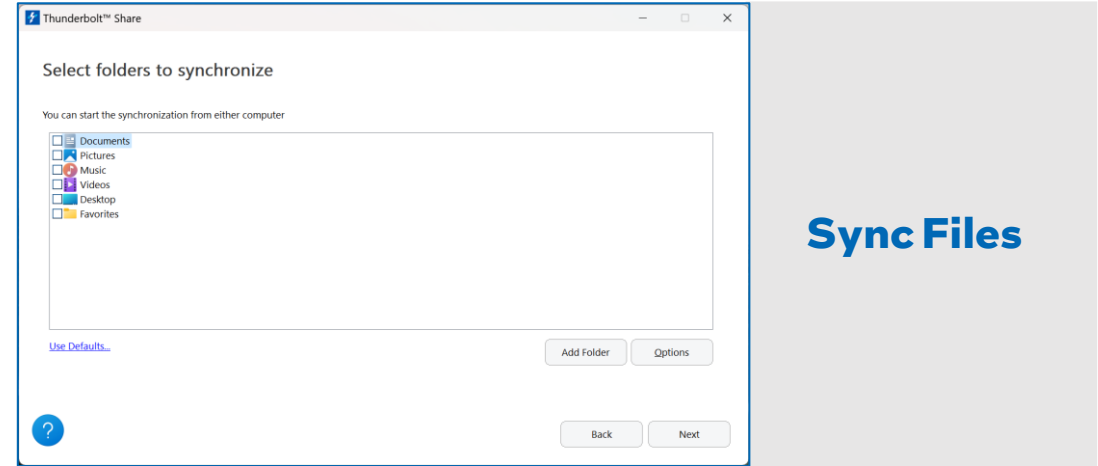 Thunderbolt™ Share
Select folders to synchronize
You can start the synchronization from either computer
Documents
Pictures
Music
Videos
Desktop
Favorites
Use Defaults...
Add Folder
Options
?
Back
Next
Sync Files